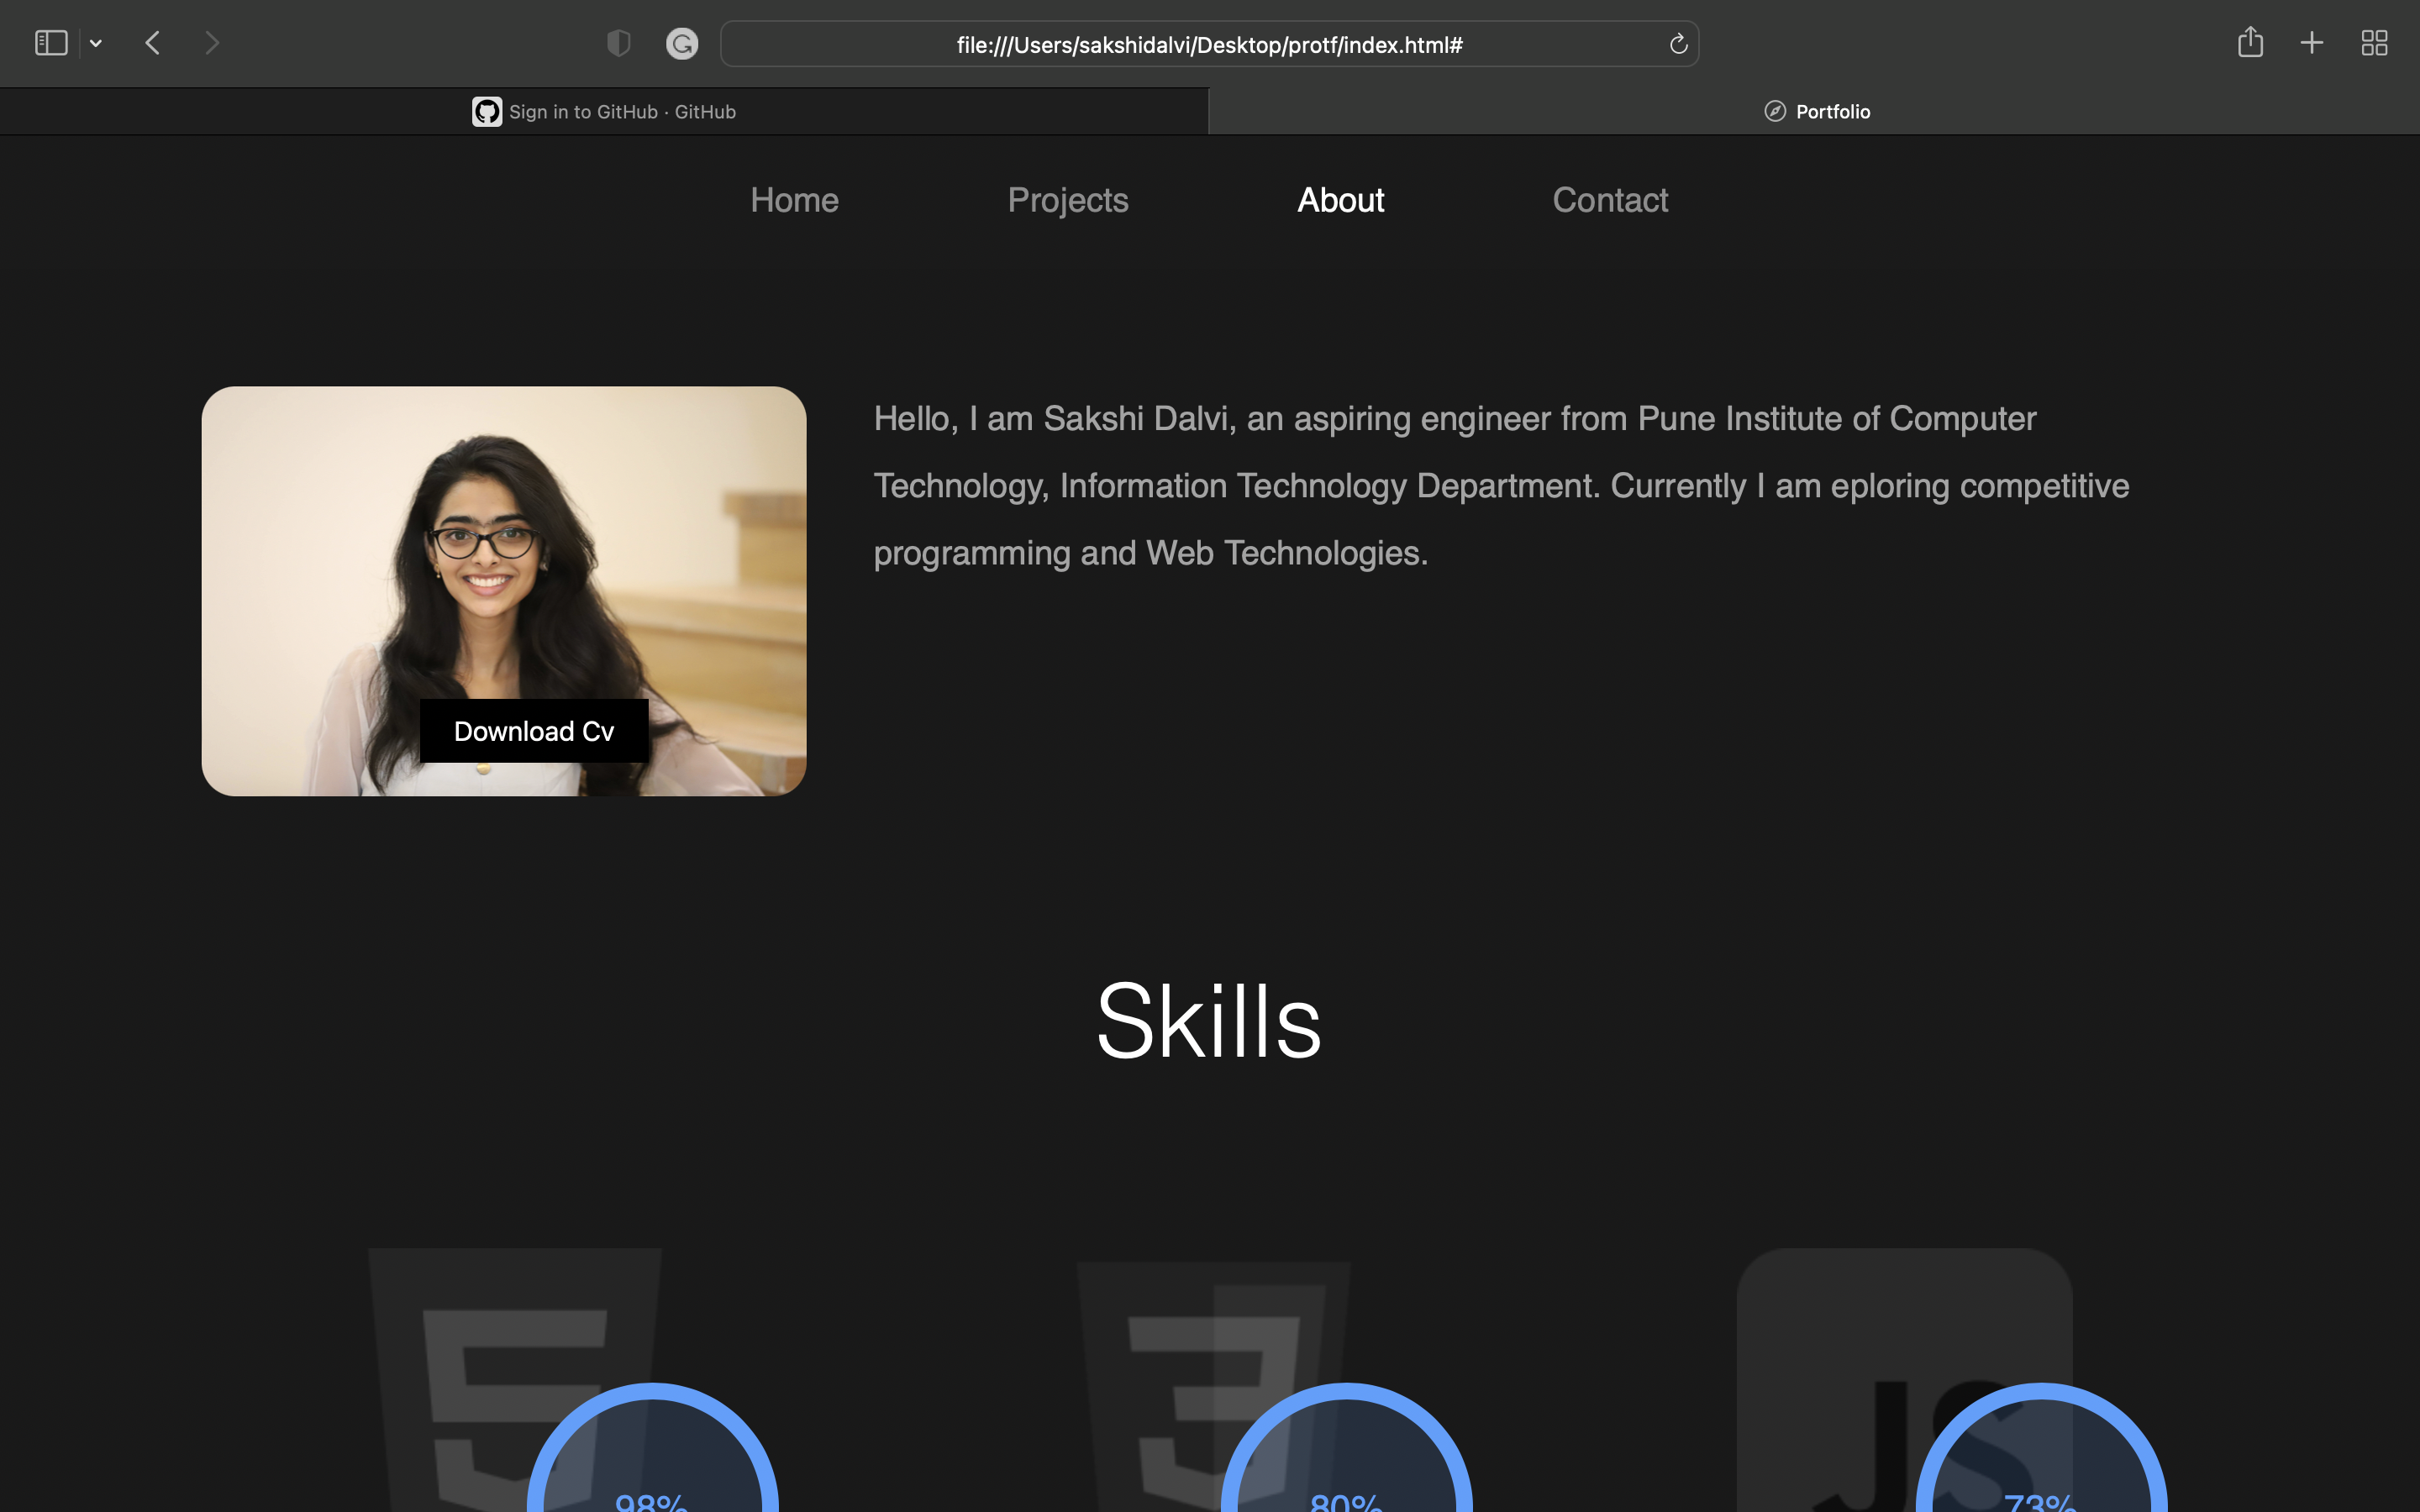 file:///Users/sakshidalvi/Desktop/protf/index.html#
Sign in to GitHub · GitHub
Portfolio
Home Projects About Contact
Hello, I am Sakshi Dalvi, an aspiring engineer from Pune Institute of Computer
Technology, Information Technology Department. Currently I am eploring competitive
programming and Web Technologies.
Download Cv
Skills
JS
98% 80% 73%